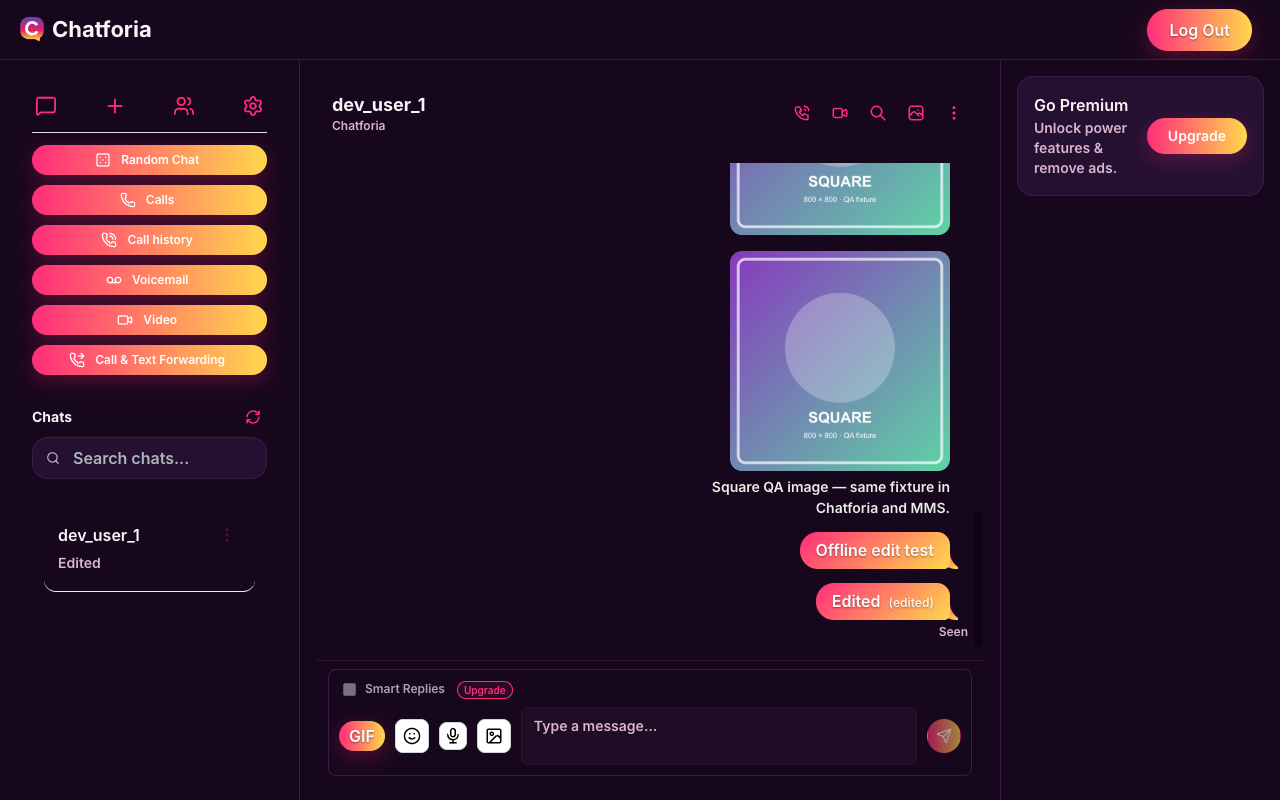 Chatforia
Log Out
Random Chat
Calls
Call history
Voicemail
Video
Call & Text Forwarding
Chats
Search chats...
dev_user_1
Edited
dev_user_1
Chatforia
SQUARE
800 × 800 · QA fixture
SQUARE
800 × 800 · QA fixture
Square QA image — same fixture in
Chatforia and MMS.
Offline edit test
Edited (edited)
Seen
Smart Replies Upgrade
GIF
Type a message...
Go Premium
Unlock power
features &
remove ads.
Upgrade